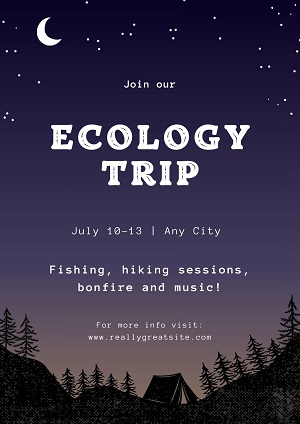 Join our
ECOLOGY
TRIP
July 10-13 | Any City
Fishing, hiking sessions,
bonfire and music!
For more info visit:
www.reallygreatsite.com